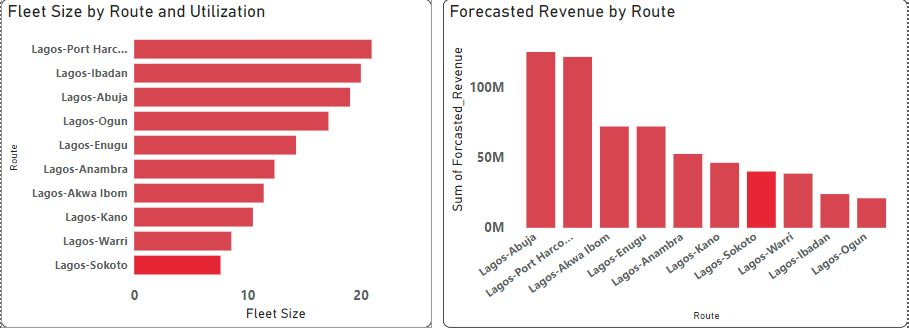 Fleet Size by Route and Utilization
Route
Lagos-Port Harc...
Lagos-Ibadan
Lagos-Abuja
Lagos-Ogun
Lagos-Enugu
Lagos-Anambra
Lagos-Akwa Ibom
Lagos-Kano
Lagos-Warri
Lagos-Sokoto
0
10
20
Fleet Size
Forecasted Revenue by Route
Sum of Forcasted_Revenue
100M
50M
0M
Lagos-Abuja
Lagos-Port Harco...
Lagos-Akwa Ibom
Lagos-Enugu
Lagos-Anambra
Lagos-Kano
Lagos-Sokoto
Lagos-Warri
Lagos-Ibadan
Lagos-Ogun
Route